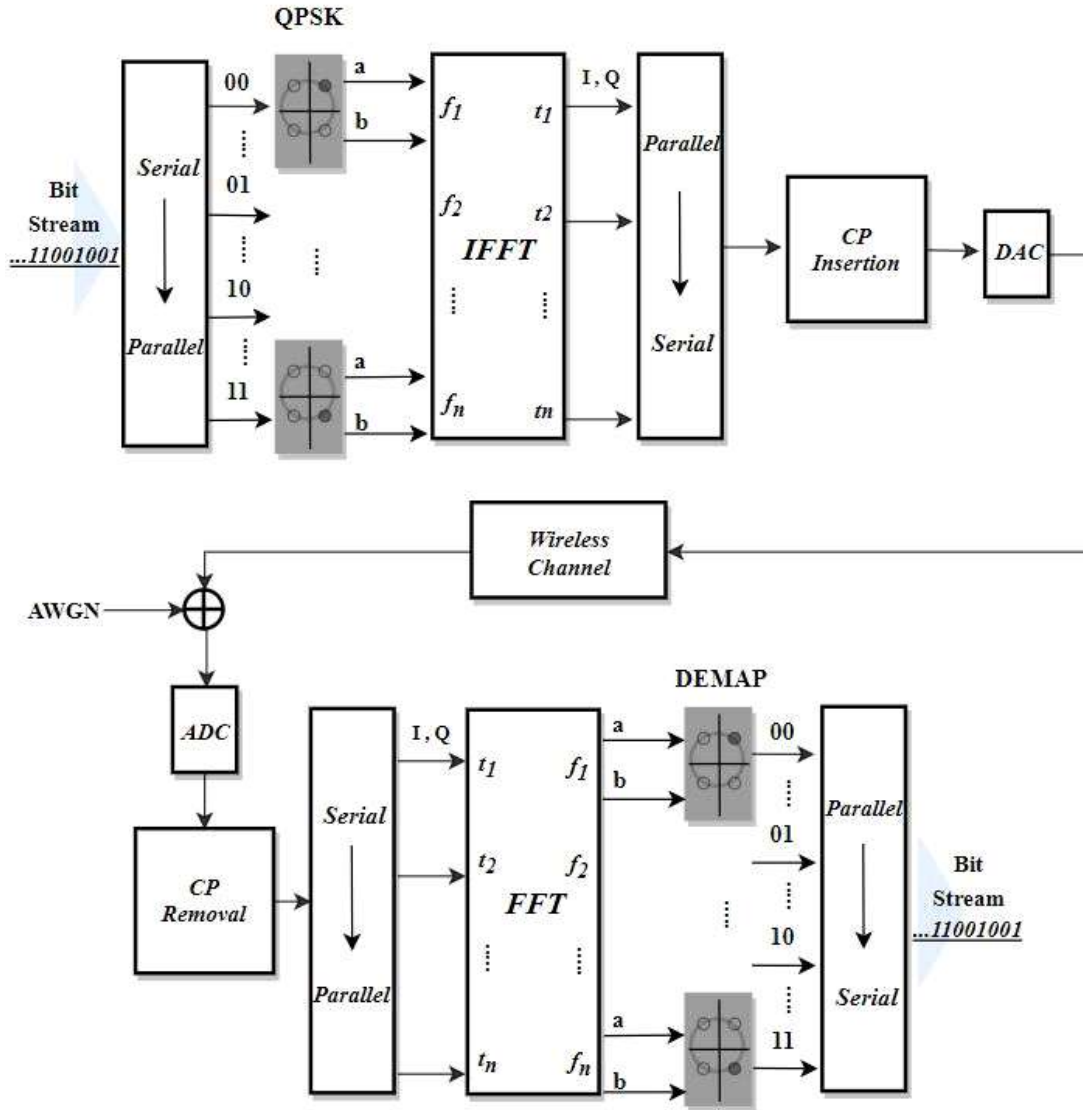 QPSK
00
a
I , Q
f1
t1
b
Serial
Parallel
01
Bit
Stream
...11001001
f2
t2
IFFT
CP
Insertion
DAC
10
Parallel
Serial
a
11
fn
tn
b
Wireless
Channel
AWGN
DEMAP
ADC
I , Q
a
00
t1
f1
b
Serial
Parallel
01
t2
f2
CP
Removal
FFT
Bit
Stream
...11001001
10
Parallel
Serial
a
11
tn
fn
b